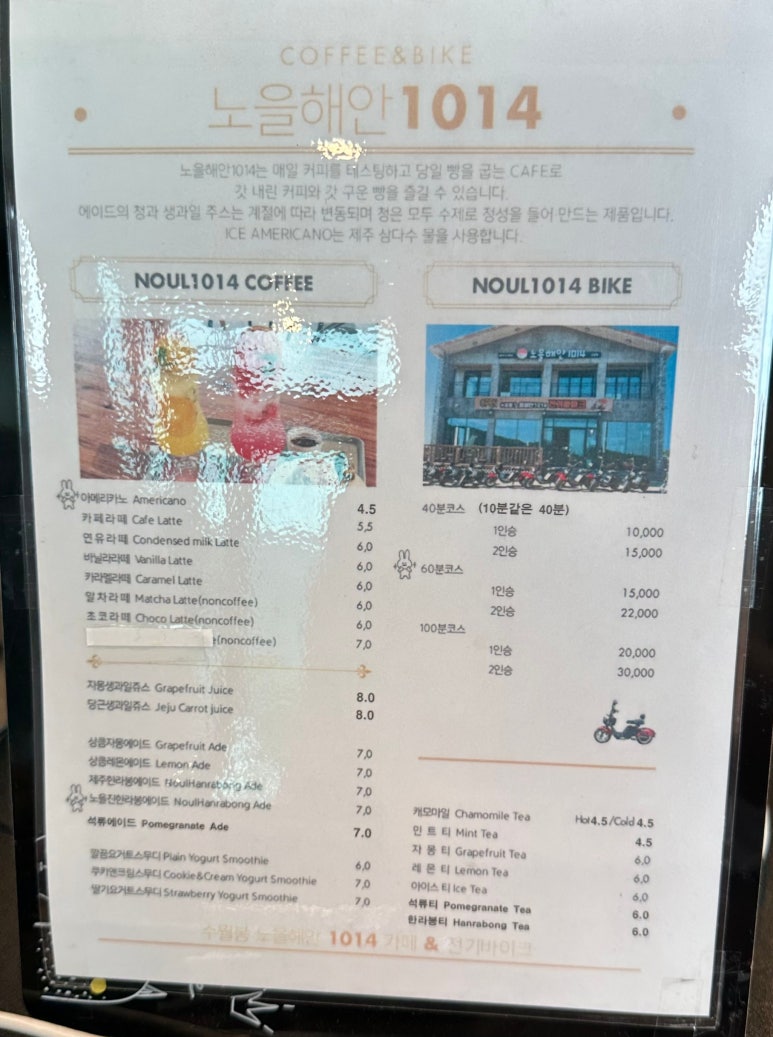 COFFEE&BIKE
노을해안1014
노을해안1014는 매일 커피를 테스팅하고 당일 빵을 굽는 CAFE로
갓 내린 커피와 갓 구운 빵을 즐길 수 있습니다.
에이드의 청과 생과일 주스는 계절에 따라 변동되며 청은 모두 수제로 정성을 들여 만드는 제품입니다.
ICE AMERICANO는 제주 삼다수 물을 사용합니다.
NOUL1014 COFFEE
아메리카노 Americano 4.5
카페라떼 Cafe Latte 5,5
연유라떼 Condensed milk Latte 6,0
바닐라라떼 Vanilla Latte 6,0
카라멜라떼 Caramel Latte 6,0
말차라떼 Matcha Latte(noncoffee) 6,0
초코라떼 Choco Latte(noncoffee) 6,0
(noncoffee) 7,0
자몽생과일쥬스 Grapefruit Juice 8.0
당근생과일쥬스 Jeju Carrot juice 8.0
상콤자몽에이드 Grapefruit Ade 7,0
상콤레몬에이드 Lemon Ade 7,0
제주한라봉에이드 NoulHanrabong Ade 7,0
노을진한라봉에이드 NoulHanrabong Ade 7,0
석류에이드 Pomegranate Ade 7.0
말끔요거트스무디 Plain Yogurt Smoothie 6,0
쿠키앤크림스무디 Cookie&Cream Yogurt Smoothie 7,0
딸기요거트스무디 Strawberry Yogurt Smoothie 7,0
NOUL1014 BIKE
노을해안 1014
40분코스 (10분같은 40분)
1인승 10,000
2인승 15,000
60분코스
1인승 15,000
2인승 22,000
100분코스
1인승 20,000
2인승 30,000
캐모마일 Chamomile Tea Hot4.5/Cold 4.5
민트티 Mint Tea 4.5
자몽티 Grapefruit Tea 6,0
레몬티 Lemon Tea 6,0
아이스티 Ice Tea 6,0
석류티 Pomegranate Tea 6.0
한라봉티 Hanrabong Tea 6.0
수월봉 노을해안 1014 카페 & 전기바이크